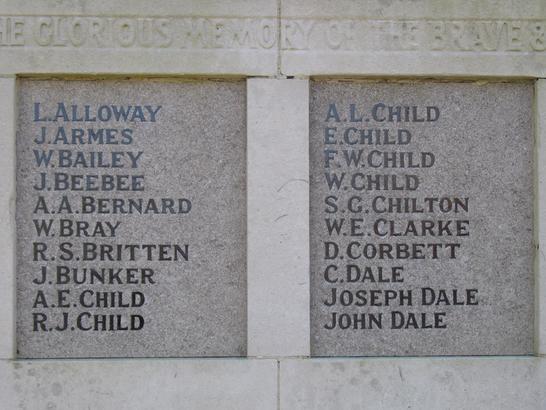 HE GLORIOUS MEMORY OF THE BRAVE &
L. ALLOWAY
J. ARMES
W. BAILEY
J. BEEBEE
A. A. BERNARD
W. BRAY
R. S. BRITTEN
J. BUNKER
A. E. CHILD
R. J. CHILD
A. L. CHILD
E. CHILD
F. W. CHILD
W. CHILD
S. G. CHILTON
W. E. CLARKE
D. CORBETT
C. DALE
JOSEPH DALE
JOHN DALE